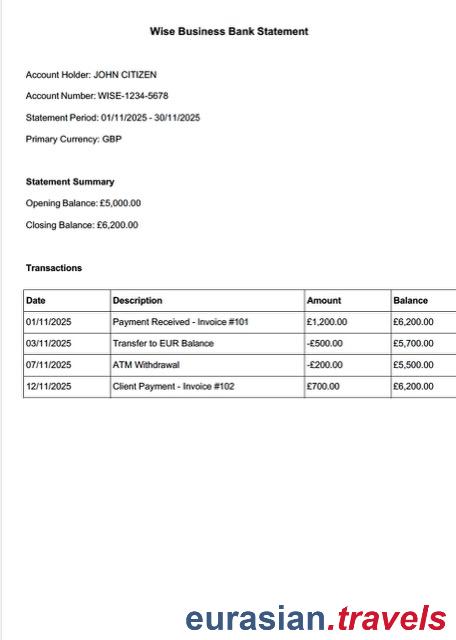 Wise Business Bank Statement
Account Holder: JOHN CITIZEN
Account Number: WISE-1234-5678
Statement Period: 01/11/2025 - 30/11/2025
Primary Currency: GBP
Statement Summary
Opening Balance: £5,000.00
Closing Balance: £6,200.00
Transactions
Date Description Amount Balance
01/11/2025 Payment Received - Invoice #101 £1,200.00 £6,200.00
03/11/2025 Transfer to EUR Balance -£500.00 £5,700.00
07/11/2025 ATM Withdrawal -£200.00 £5,500.00
12/11/2025 Client Payment - Invoice #102 £700.00 £6,200.00
eurasian.travels